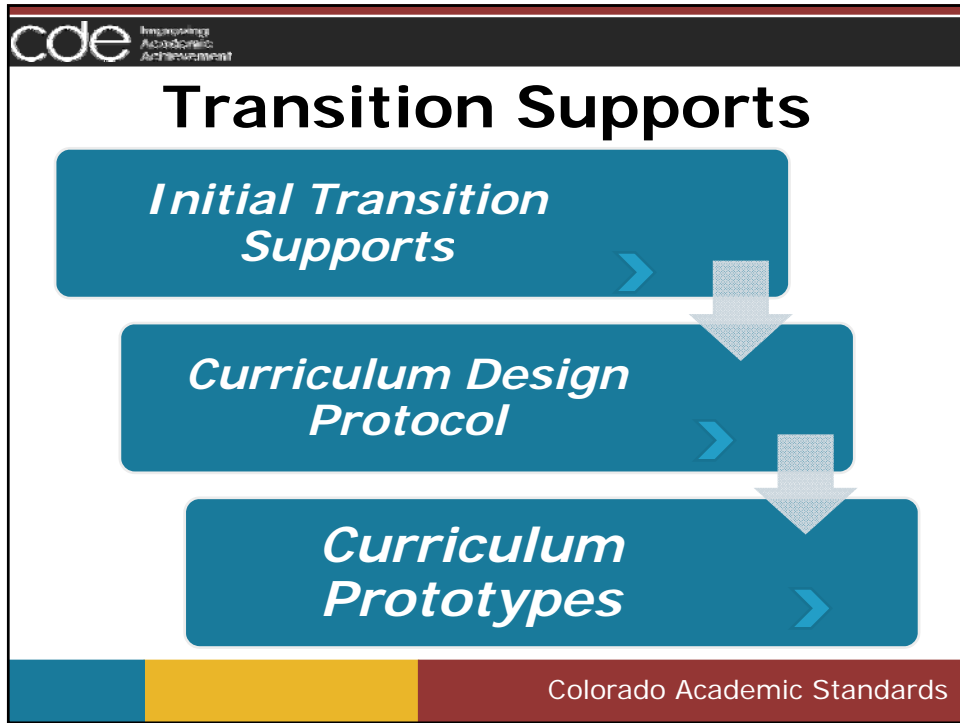 cde
Improving
Academic
Achievement
Transition Supports
Initial Transition
Supports
Curriculum Design
Protocol
Curriculum
Prototypes
Colorado Academic Standards